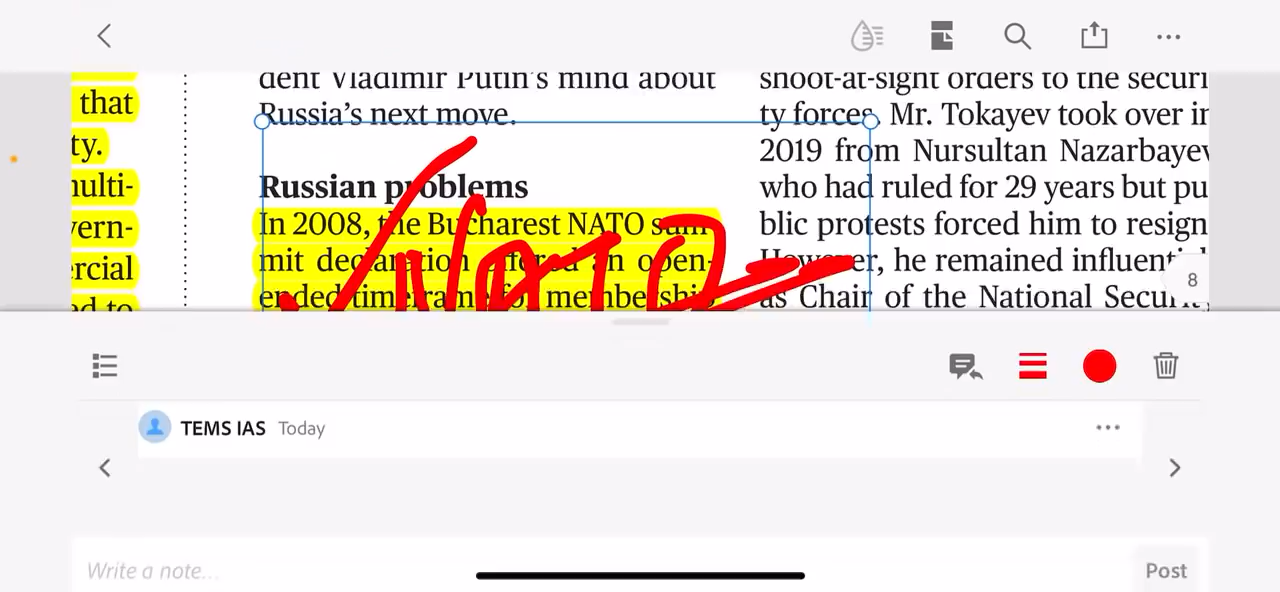 that
ty.
multi-
vern-
ercial
ed to
dent Vladimir Putin's mind about
Russia's next move.
Russian problems
In 2008, the Bucharest NATO sum-
mit declaration offered an open-
ended timeframe for membership
NATO
shoot-at-sight orders to the securi
ty forces. Mr. Tokayev took over in
2019 from Nursultan Nazarbayev
who had ruled for 29 years but pu
blic protests forced him to resign
However, he remained influential
as Chair of the National Security
8
TEMS IAS Today
Write a note...
Post